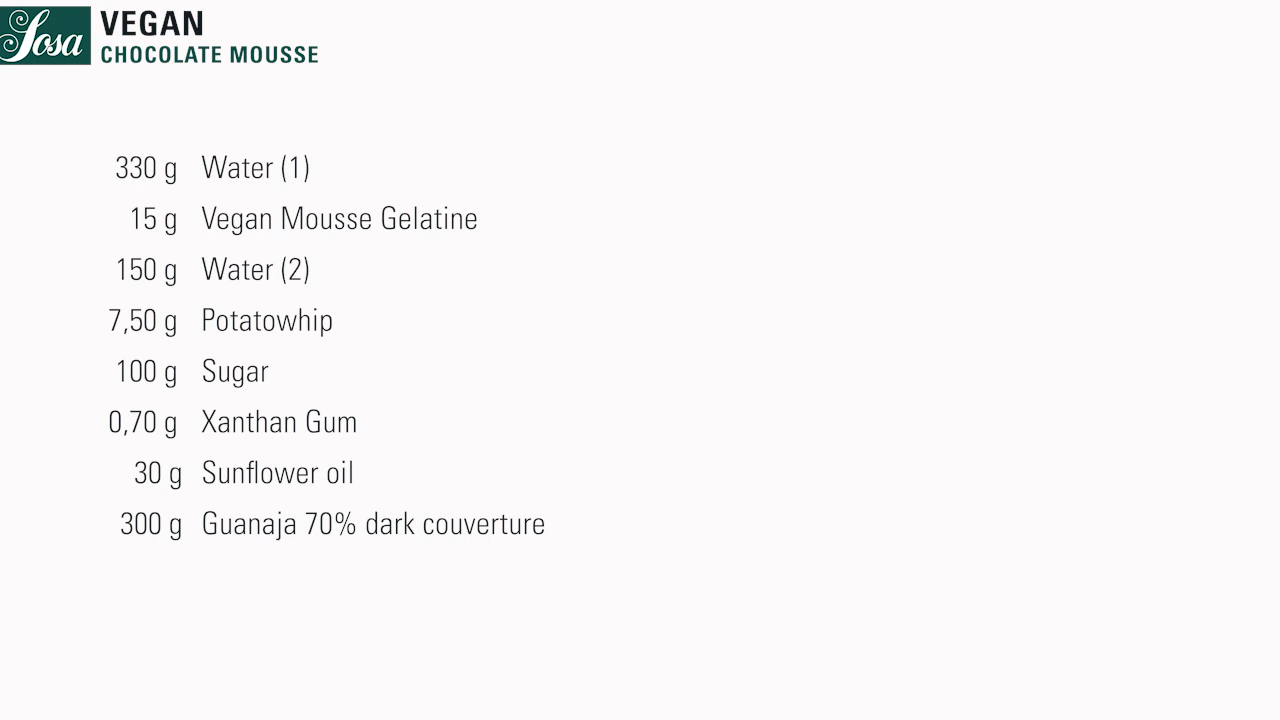 Sosa
VEGAN
CHOCOLATE MOUSSE
330 g Water (1)
15 g Vegan Mousse Gelatine
150 g Water (2)
7,50 g Potatowhip
100 g Sugar
0,70 g Xanthan Gum
30 g Sunflower oil
300 g Guanaja 70% dark couverture